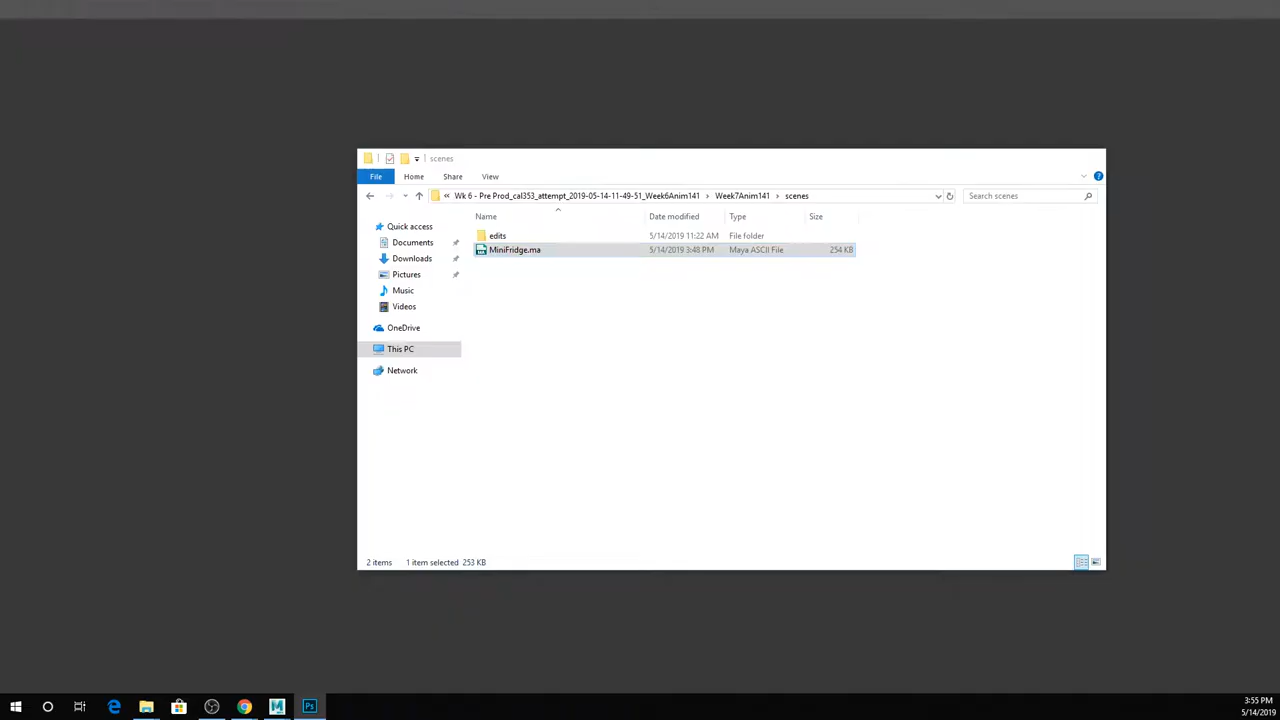 scenes
File Home Share View
« Wk 6 - Pre Prod_cal353_attempt_2019-05-14-11-49-51_Week6Anim141 › Week7Anim141 › scenes Search scenes
Name Date modified Type Size
Quick access
edits 5/14/2019 11:22 AM File folder
Documents
MiniFridge.ma 5/14/2019 3:48 PM Maya ASCII File 254 KB
Downloads
Pictures
Music
Videos
OneDrive
This PC
Network
2 items 1 item selected 253 KB
Ps
3:55 PM
5/14/2019